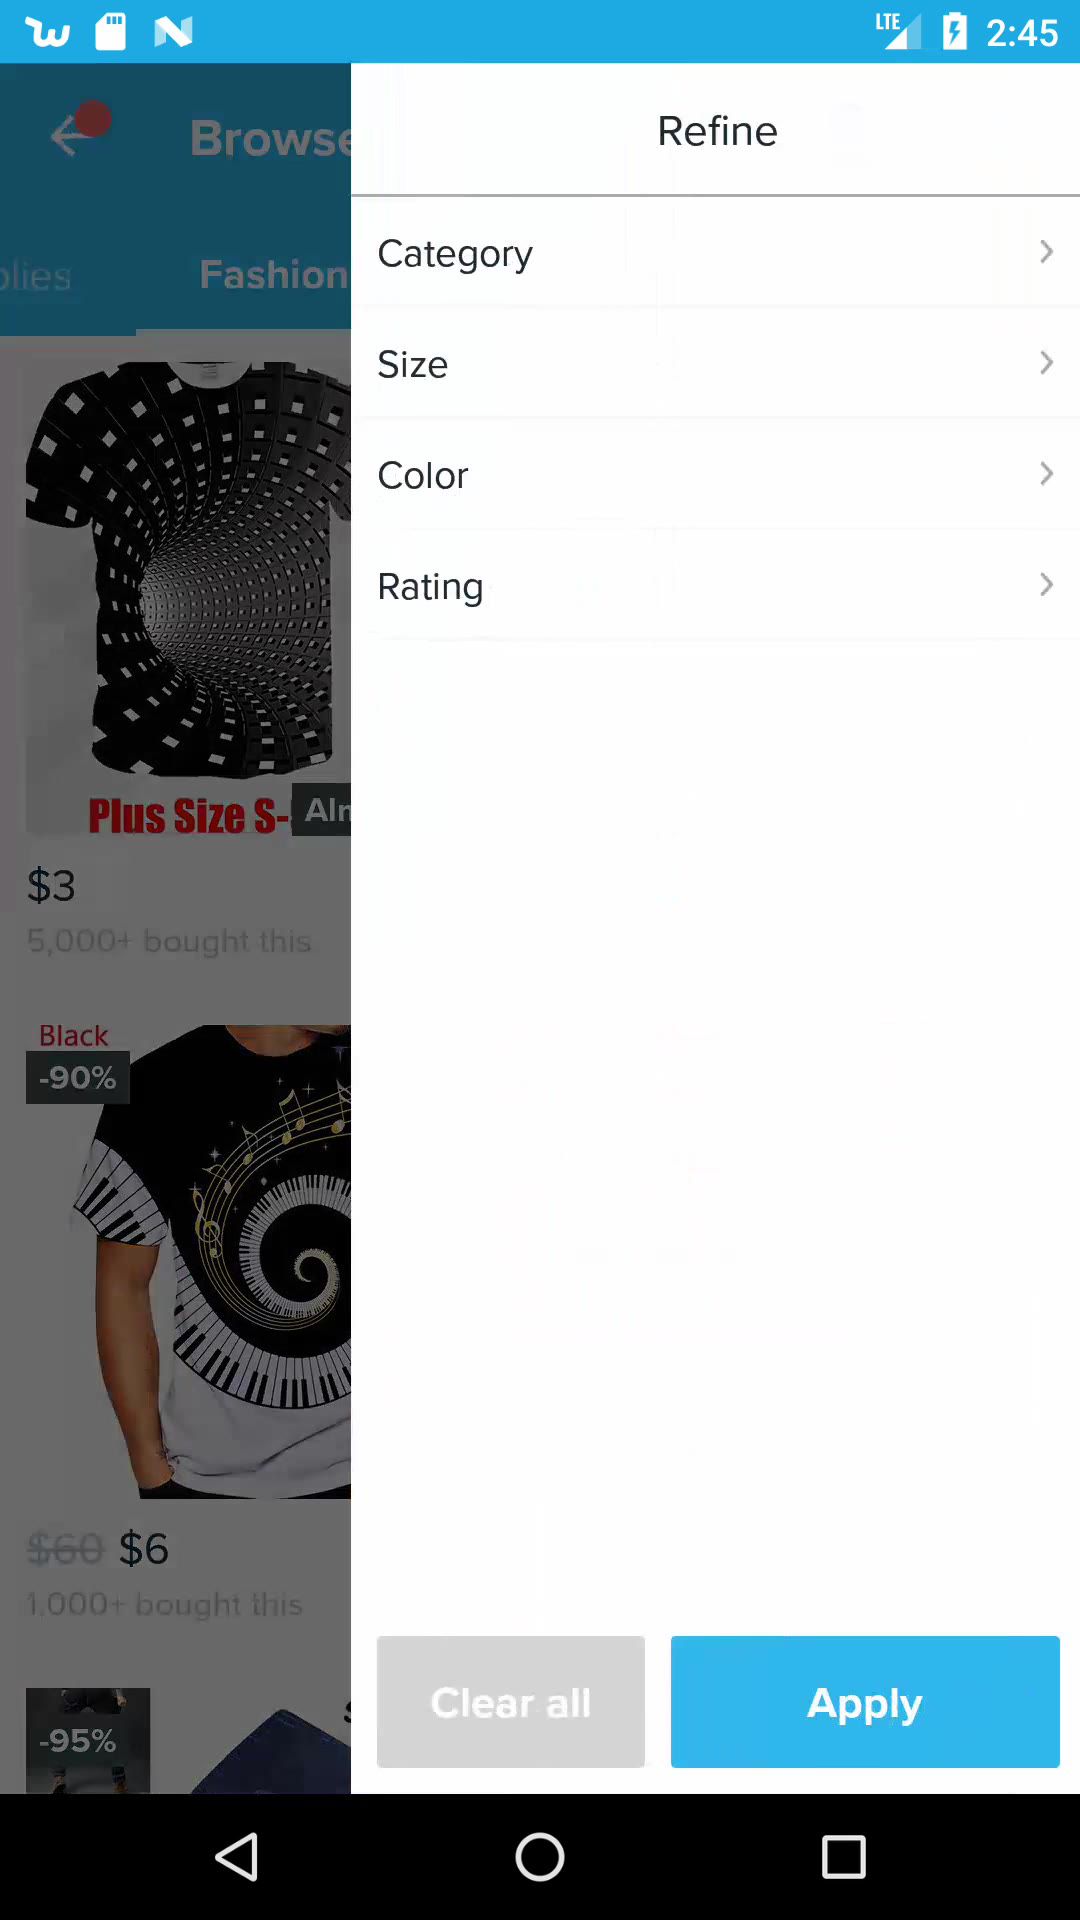 LTE 2:45
Browse
Refine
plies
Fashion
Category
Size
Color
Rating
Plus Size S-
Alm
$3
5,000+ bought this
Black
-90%
$60 $6
1,000+ bought this
-95%
Clear all
Apply